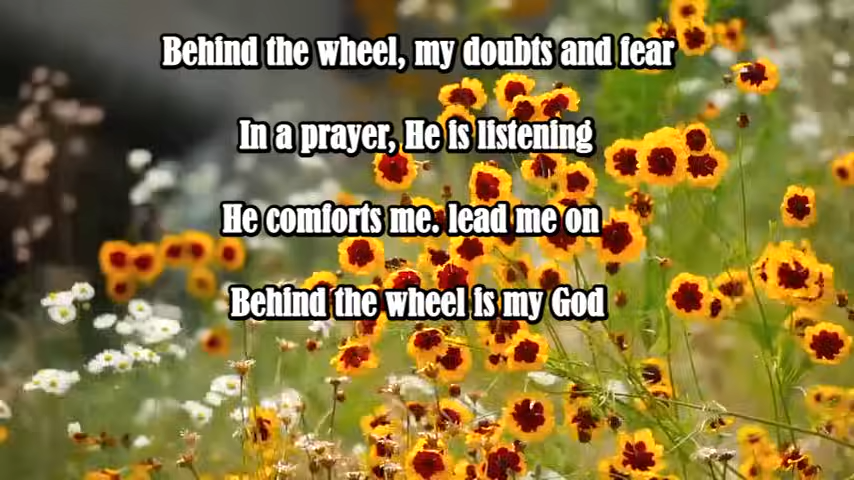 Behind the wheel, my doubts and fear
In a prayer, He is listening
He comforts me. lead me on
Behind the wheel is my God